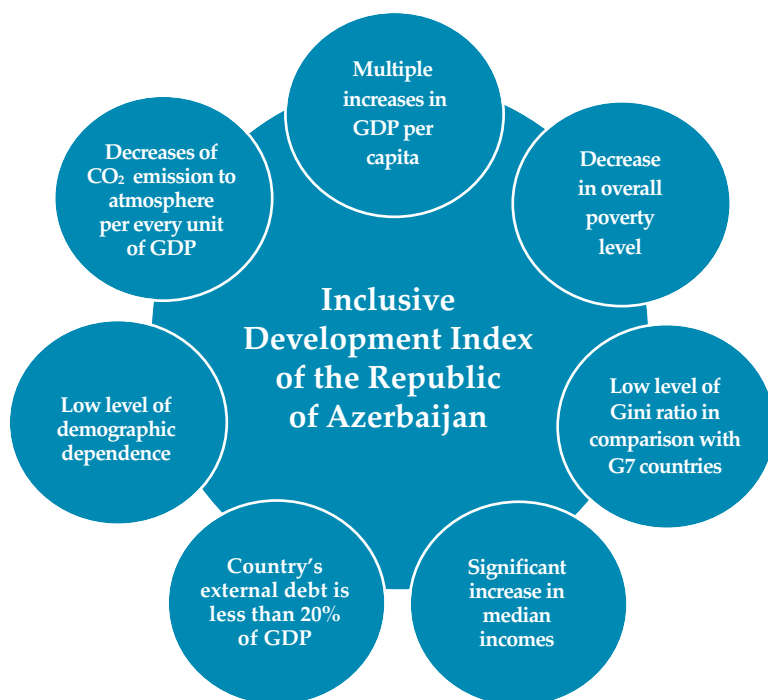 Multiple
increases in
GDP per
capita
Decrease
in overall
poverty
level
Low level of
Gini ratio in
comparison with
G7 countries
Significant
increase in
median
incomes
Country’s
external debt is
less than 20%
of GDP
Low level of
demographic
dependence
Decreases of
CO₂ emission to
atmosphere
per every unit
of GDP
Inclusive
Development Index
of the Republic
of Azerbaijan